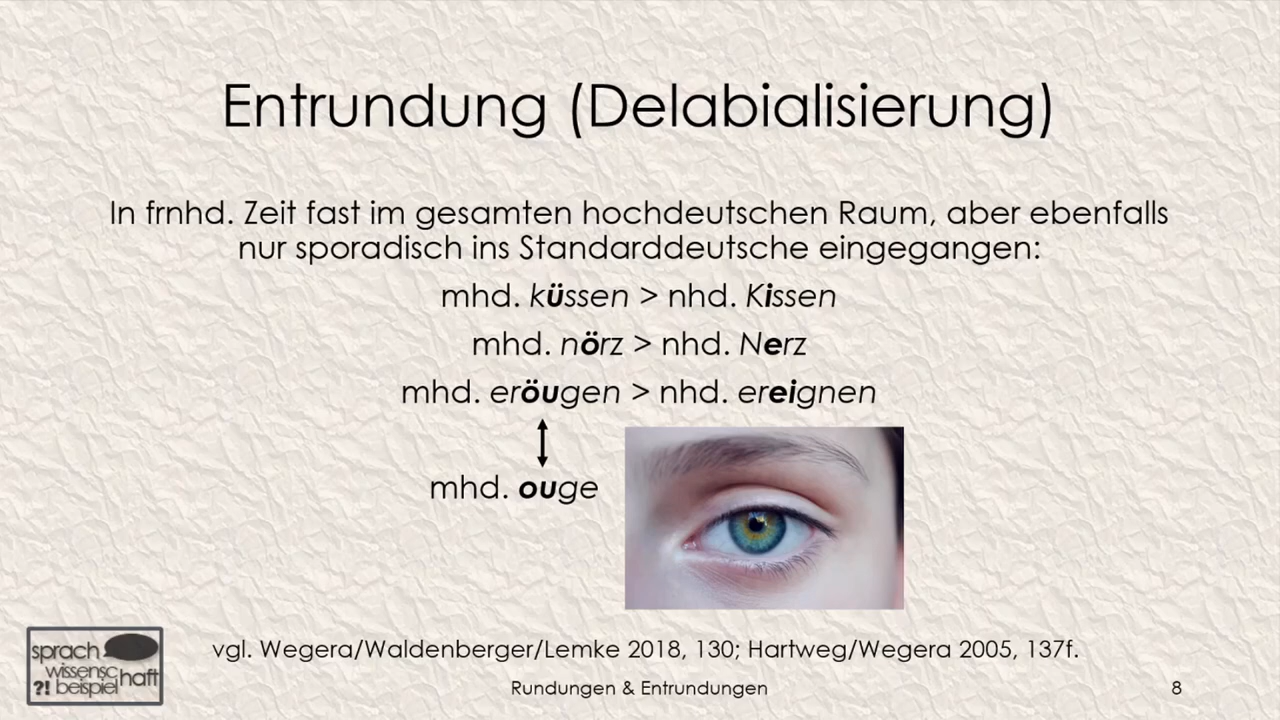 Entrundung (Delabialisierung)
In frnhd. Zeit fast im gesamten hochdeutschen Raum, aber ebenfalls
nur sporadisch ins Standarddeutsche eingegangen:
mhd. küssen > nhd. Kissen
mhd. nörz > nhd. Nerz
mhd. eröugen > nhd. ereignen
mhd. ouge
sprach
wissensc haft
?! beispiel
vgl. Wegera/Waldenberger/Lemke 2018, 130; Hartweg/Wegera 2005, 137f.
Rundungen & Entrundungen
8